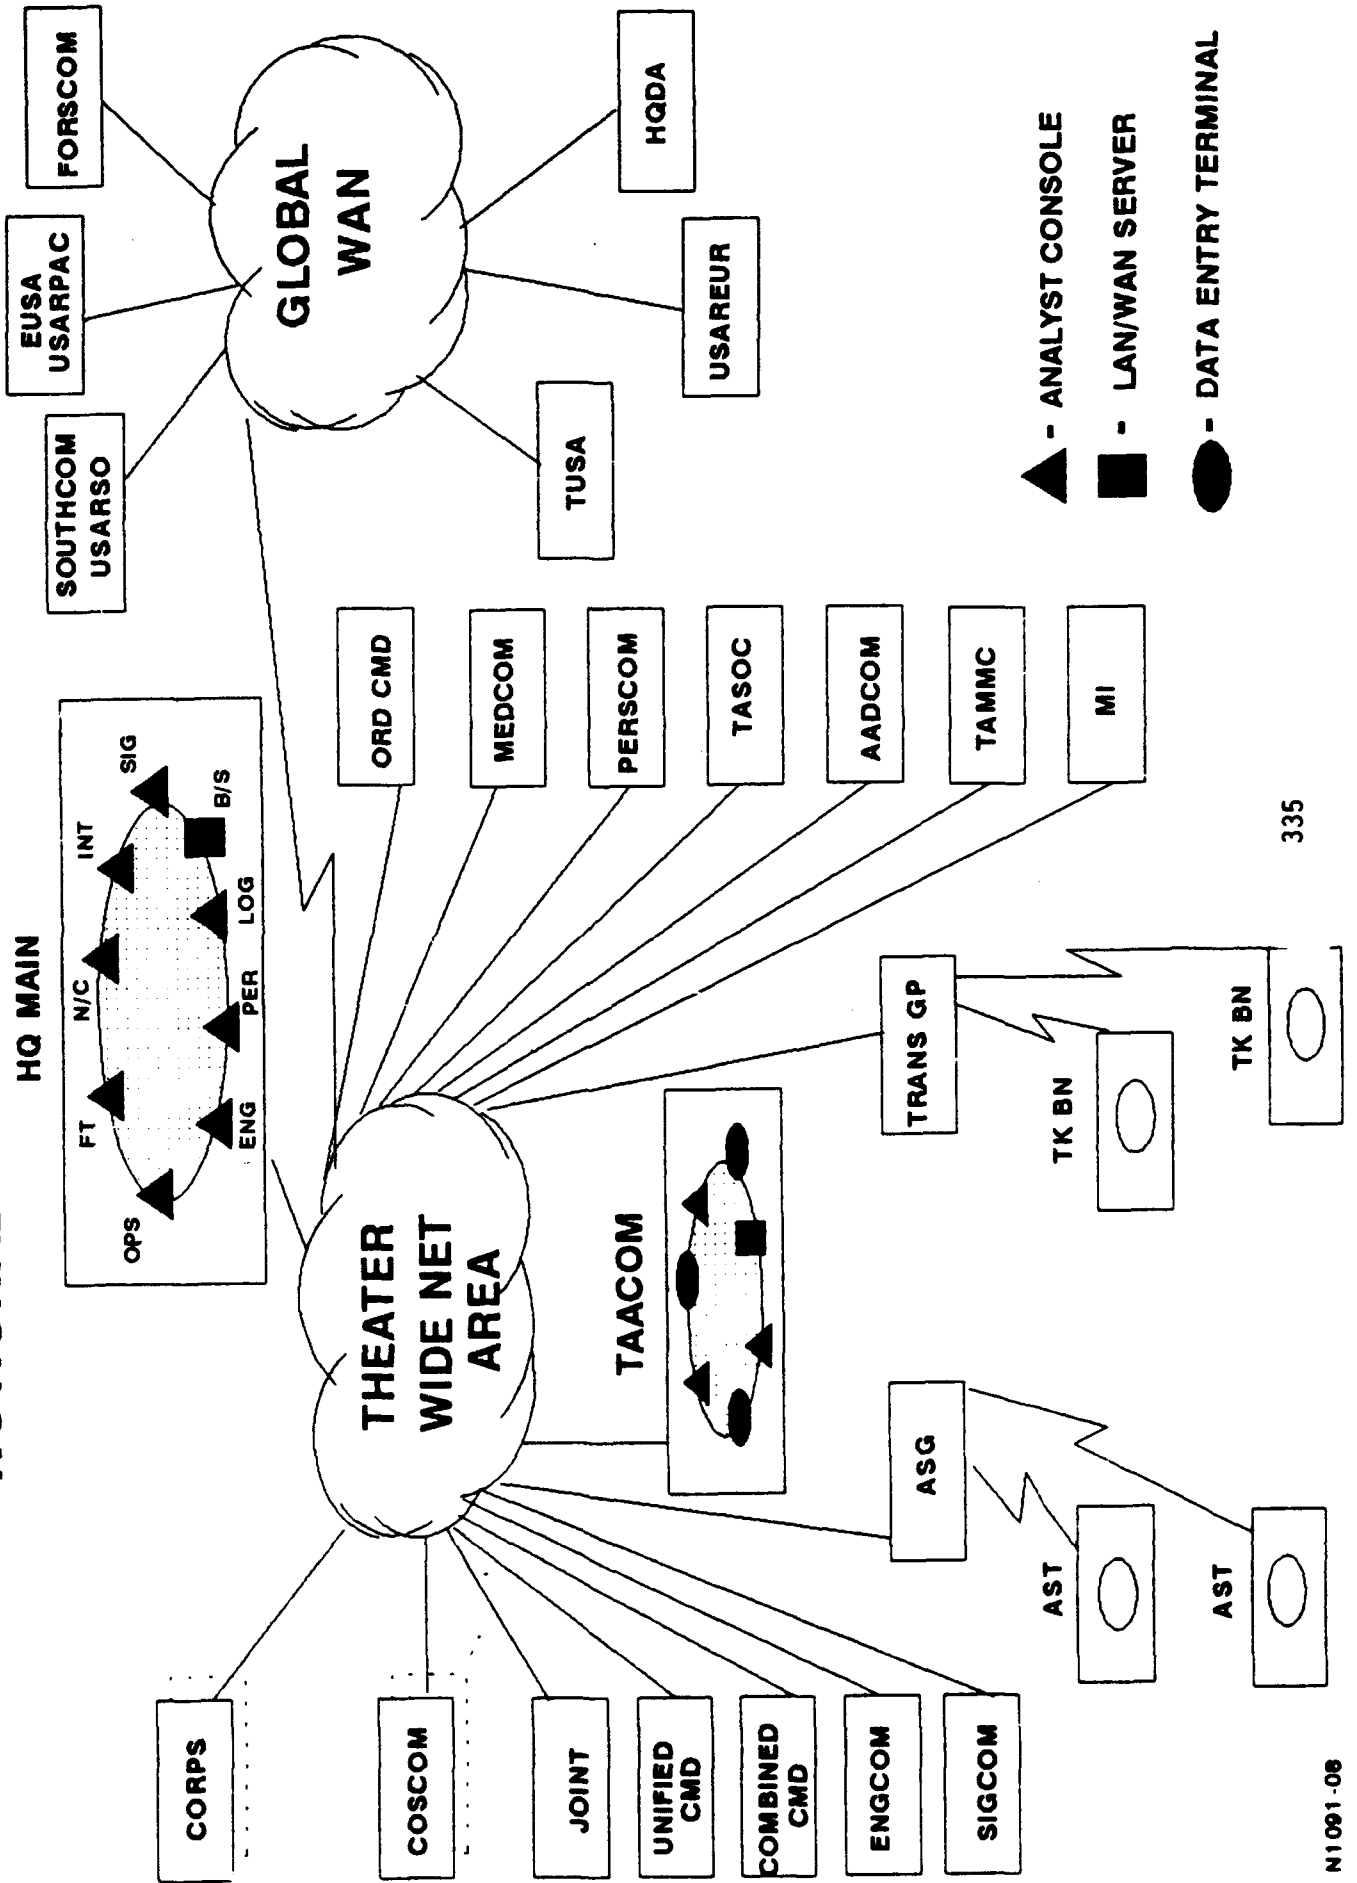 HQ MAIN
OPS
FT
N/C
INT
SIG
ENG
PER
LOG
B/S
SOUTHCOM
USARSO
EUSA
USARPAC
FORSCOM
GLOBAL
WAN
TUSA
USAREUR
HQDA
CORPS
COSCOM
JOINT
UNIFIED
CMD
COMBINED
CMD
ENGCOM
SIGCOM
THEATER
WIDE NET
AREA
ORD CMD
MEDCOM
PERSCOM
TASOC
AADCOM
TAMMC
MI
TAACOM
ASG
AST
AST
TRANS GP
TK BN
TK BN
- ANALYST CONSOLE
- LAN/WAN SERVER
- DATA ENTRY TERMINAL
335
N1091-08